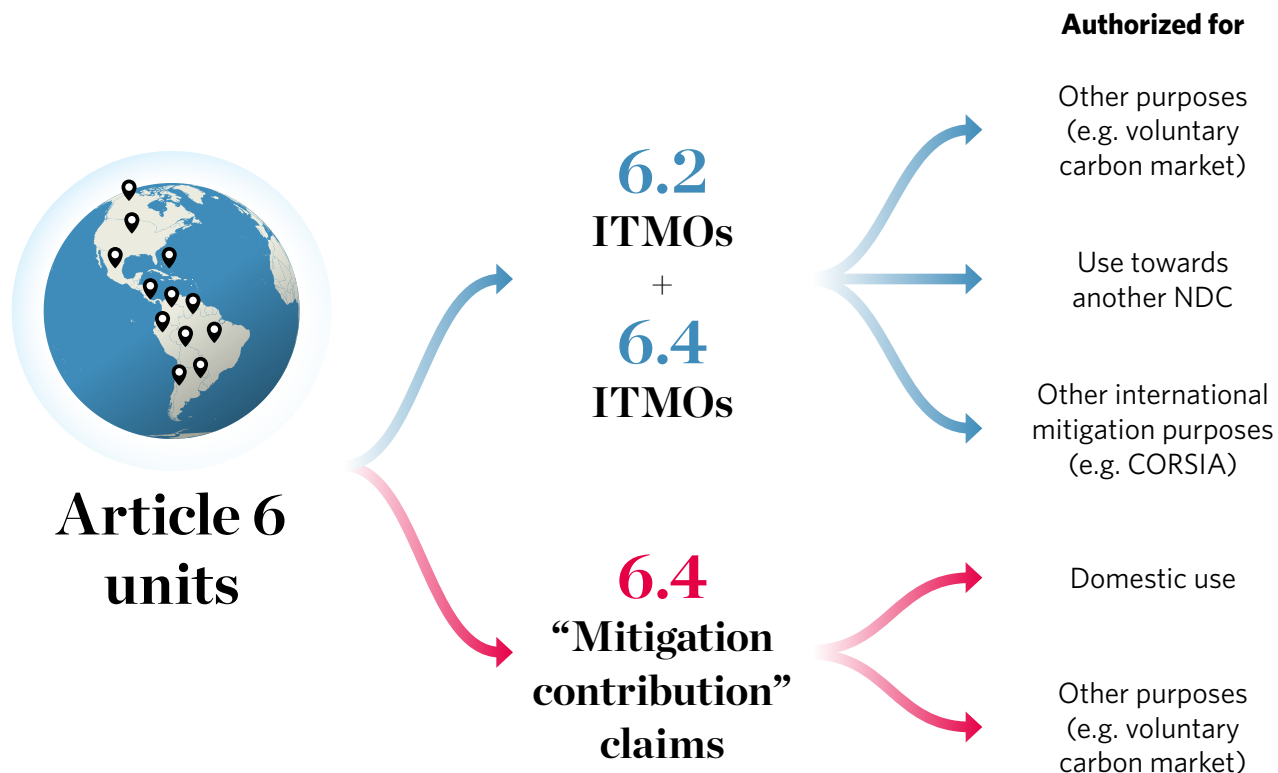 Authorized for
Other purposes
(e.g. voluntary
carbon market)
6.2
ITMOs
+
6.4
ITMOs
Use towards
another NDC
Other international
mitigation purposes
(e.g. CORSIA)
Article 6
units
6.4
“Mitigation
contribution”
claims
Domestic use
Other purposes
(e.g. voluntary
carbon market)